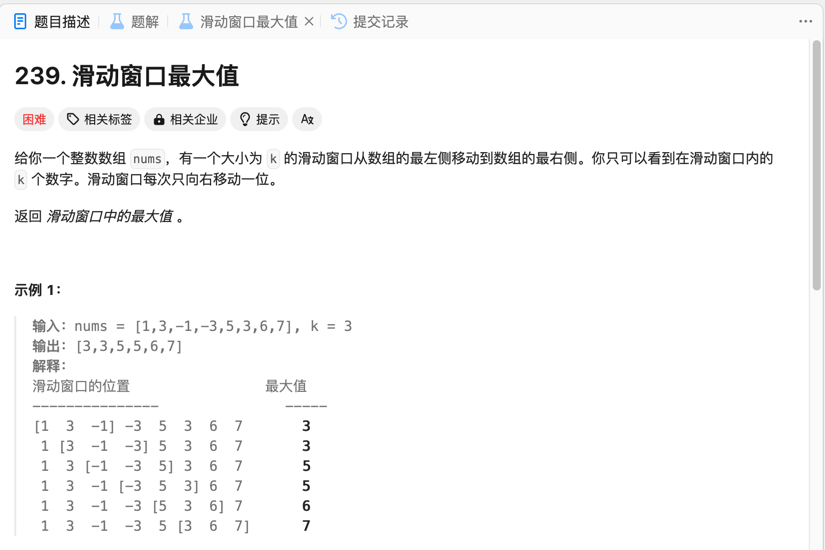 题目描述 题解 滑动窗口最大值 × 提交记录 ···
239. 滑动窗口最大值
困难 相关标签 相关企业 提示 Aⱬ
给你一个整数数组 nums，有一个大小为 k 的滑动窗口从数组的最左侧移动到数组的最右侧。你只可以看到在滑动窗口内的
k 个数字。滑动窗口每次只向右移动一位。
返回 滑动窗口中的最大值 。
示例 1：
输入：nums = [1,3,-1,-3,5,3,6,7], k = 3
输出：[3,3,5,5,6,7]
解释：
滑动窗口的位置                最大值
---------------               -----
[1  3  -1] -3  5  3  6  7       3
 1 [3  -1  -3] 5  3  6  7       3
 1  3 [-1  -3  5] 3  6  7       5
 1  3  -1 [-3  5  3] 6  7       5
 1  3  -1  -3 [5  3  6] 7       6
 1  3  -1  -3  5 [3  6  7]      7